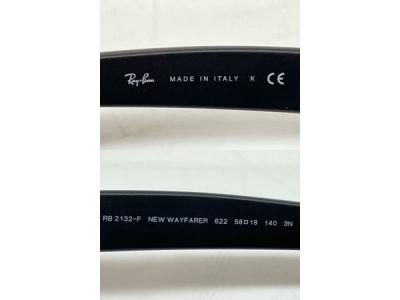 Ray-Ban MADE IN ITALY K CE
RB 2132-F NEW WAYFARER 622 58□18 140 3N